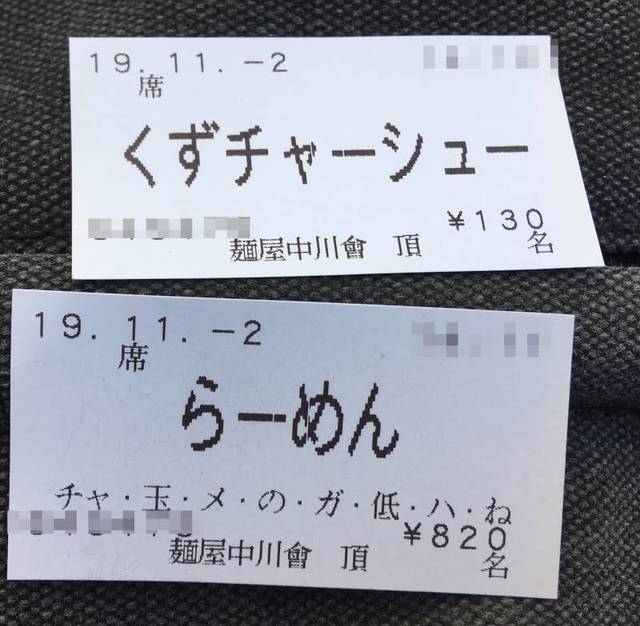 19.11.-2
席
くずチャーシュー
¥130
麺屋中川會 頂
名
19.11.-2
席
らーめん
チャ・玉・メ・の・ガ・低・ハ・ね
¥820
麺屋中川會 頂
名